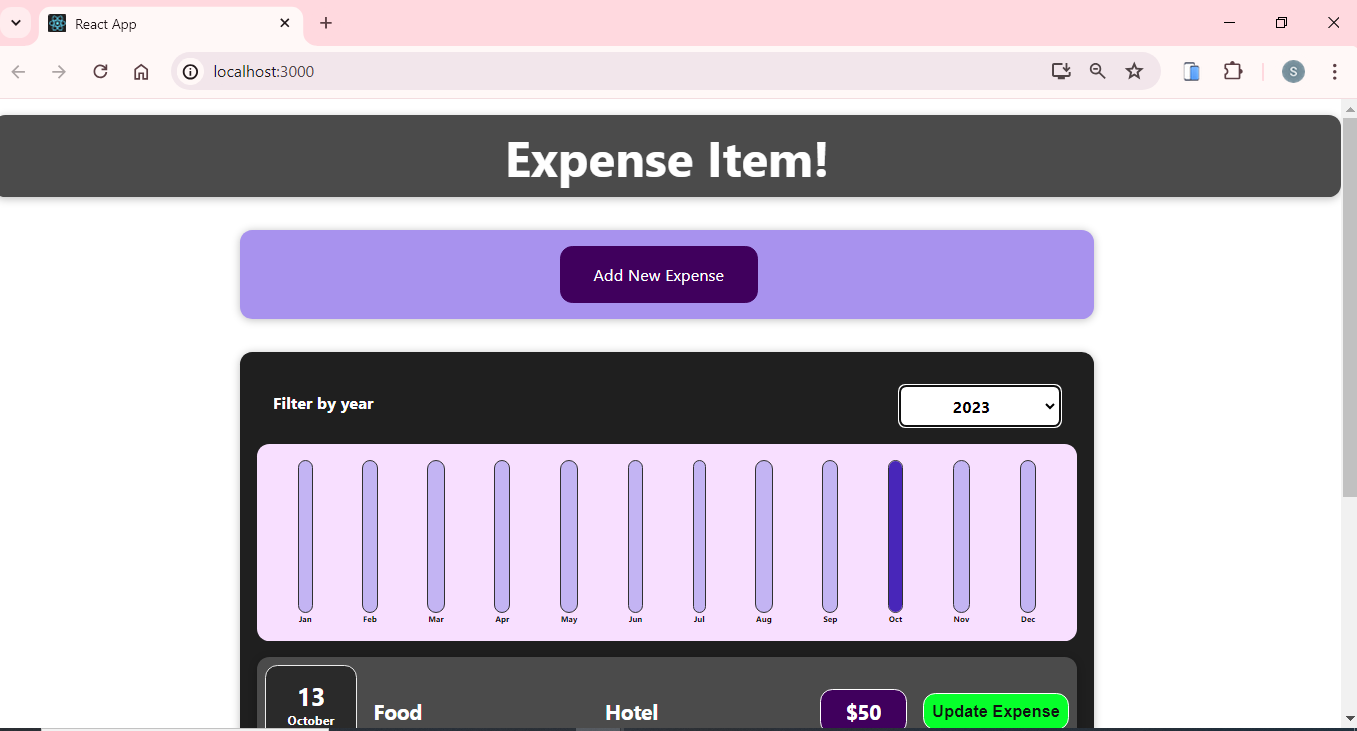 React App
localhost:3000
S
Expense Item!
Add New Expense
Filter by year
2023
Jan Feb Mar Apr May Jun Jul Aug Sep Oct Nov Dec
13
October
Food Hotel $50 Update Expense